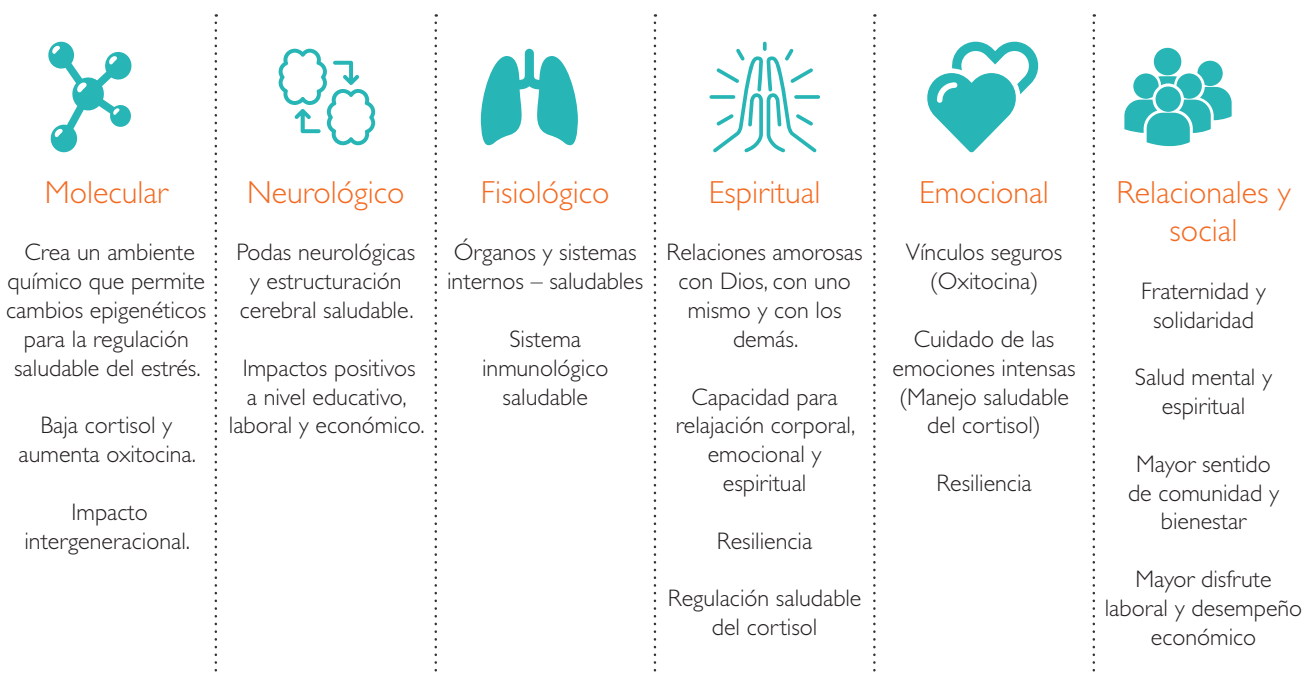 Molecular
Crea un ambiente
químico que permite
cambios epigenéticos
para la regulación
saludable del estrés.
Baja cortisol y
aumenta oxitocina.
Impacto
intergeneracional.
Neurológico
Podas neurológicas
y estructuración
cerebral saludable.
Impactos positivos
a nivel educativo,
laboral y económico.
Fisiológico
Órganos y sistemas
internos – saludables
Sistema
inmunológico
saludable
Espiritual
Relaciones amorosas
con Dios, con uno
mismo y con los
demás.
Capacidad para
relajación corporal,
emocional y
espiritual
Resiliencia
Regulación saludable
del cortisol
Emocional
Vínculos seguros
(Oxitocina)
Cuidado de las
emociones intensas
(Manejo saludable
del cortisol)
Resiliencia
Relacionales y
social
Fraternidad y
solidaridad
Salud mental y
espiritual
Mayor sentido
de comunidad y
bienestar
Mayor disfrute
laboral y desempeño
económico